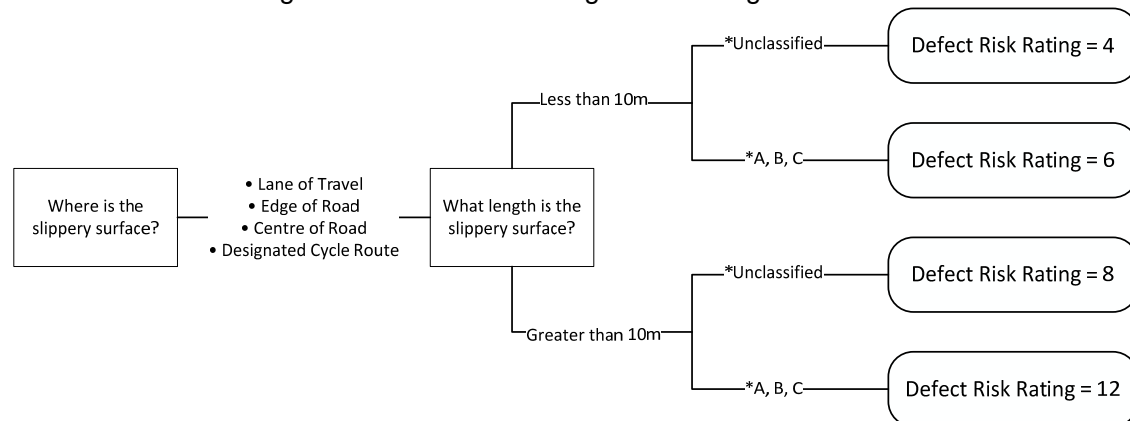 *Unclassified
Defect Risk Rating = 4
Less than 10m
*A, B, C
Defect Risk Rating = 6
Where is the
slippery surface?
• Lane of Travel
• Edge of Road
• Centre of Road
• Designated Cycle Route
What length is the
slippery surface?
*Unclassified
Defect Risk Rating = 8
Greater than 10m
*A, B, C
Defect Risk Rating = 12